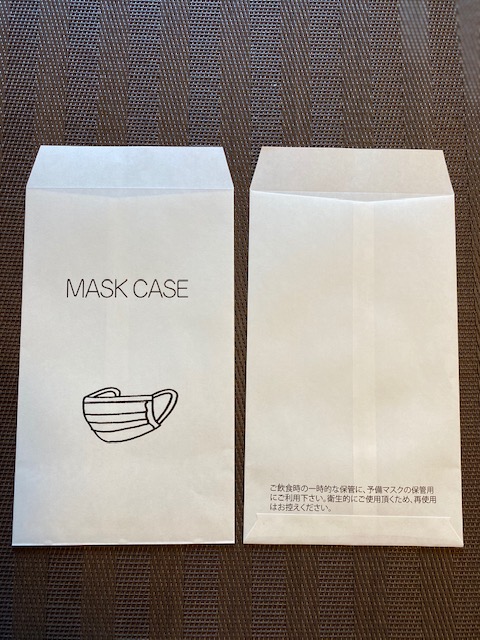 MASK CASE
ご飲食時の一時的な保管に、予備マスクの保管用
にご利用下さい。衛生的にご使用頂くため、再使用
はお控えください。